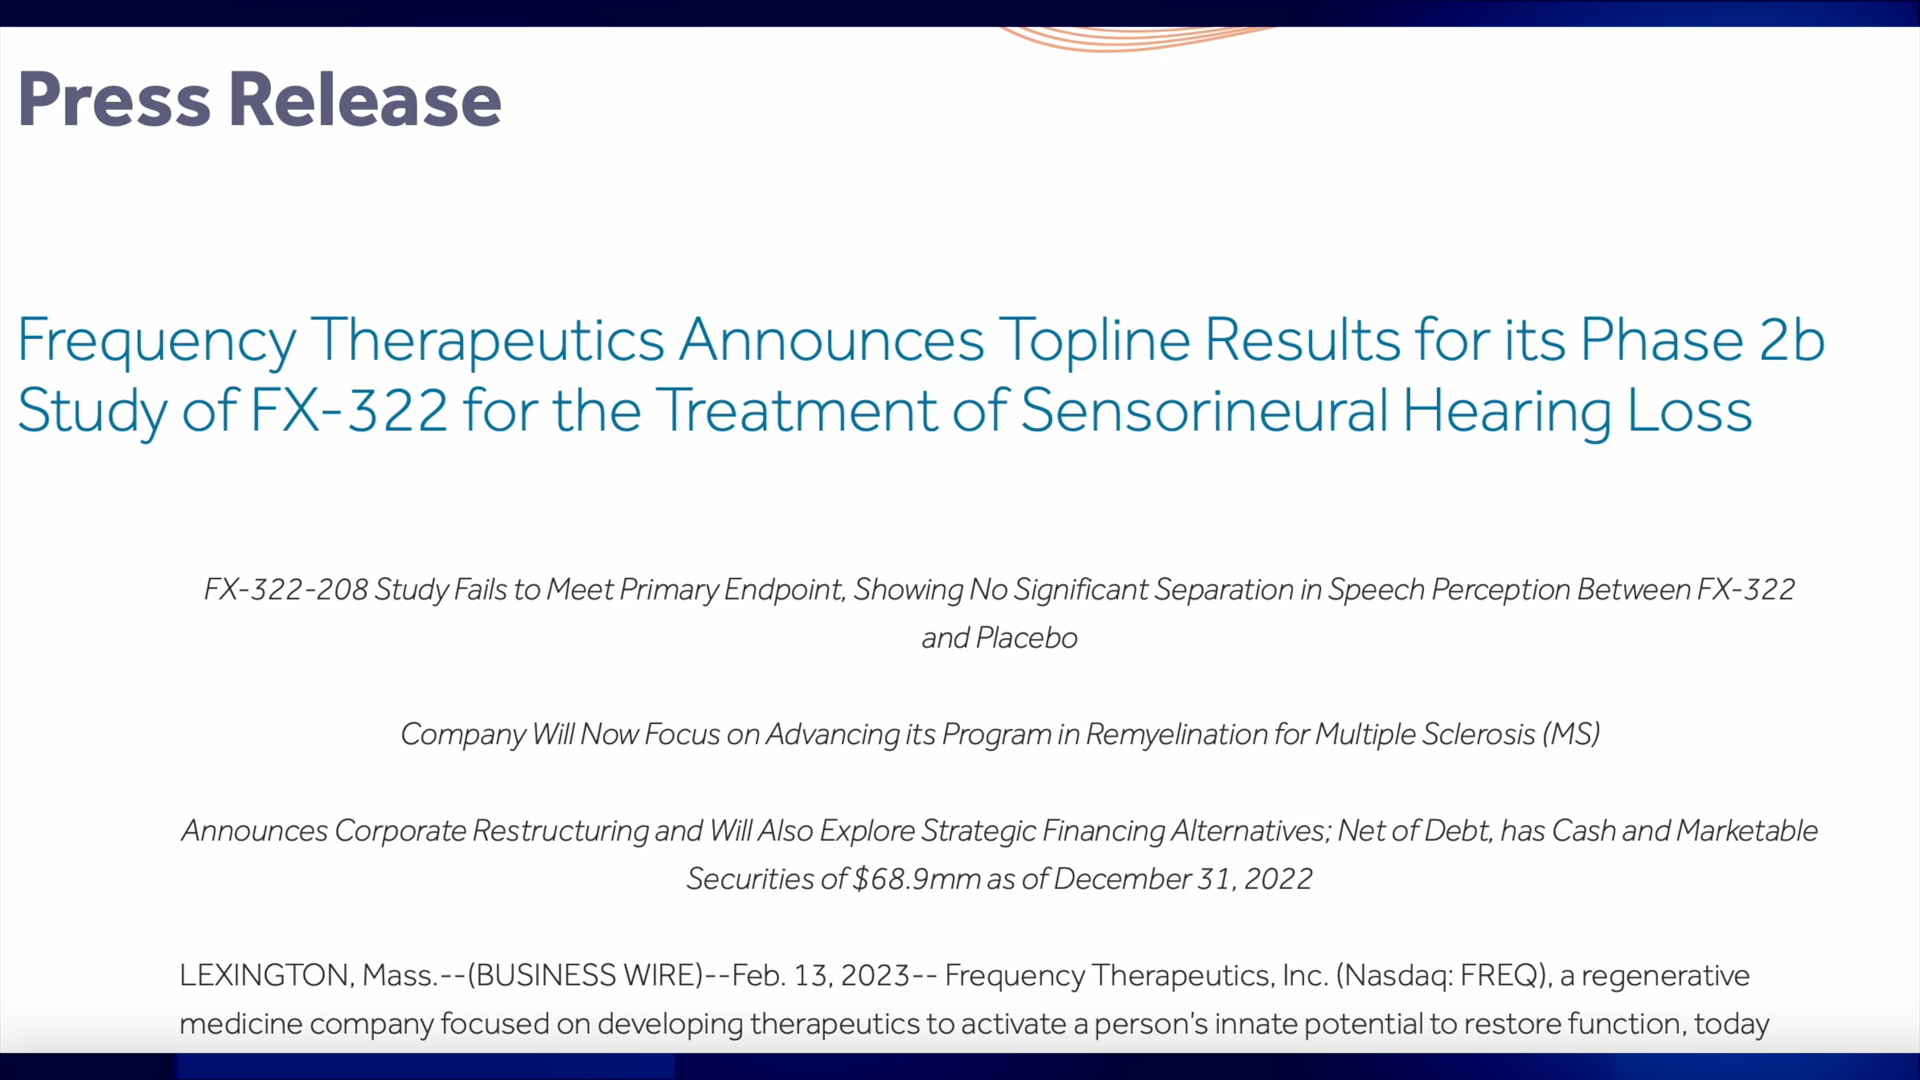 Press Release
Frequency Therapeutics Announces Topline Results for its Phase 2b
Study of FX-322 for the Treatment of Sensorineural Hearing Loss
FX-322-208 Study Fails to Meet Primary Endpoint, Showing No Significant Separation in Speech Perception Between FX-322
and Placebo
Company Will Now Focus on Advancing its Program in Remyelination for Multiple Sclerosis (MS)
Announces Corporate Restructuring and Will Also Explore Strategic Financing Alternatives; Net of Debt, has Cash and Marketable
Securities of $68.9mm as of December 31, 2022
LEXINGTON, Mass.--(BUSINESS WIRE)--Feb. 13, 2023-- Frequency Therapeutics, Inc. (Nasdaq: FREQ), a regenerative
medicine company focused on developing therapeutics to activate a person's innate potential to restore function, today